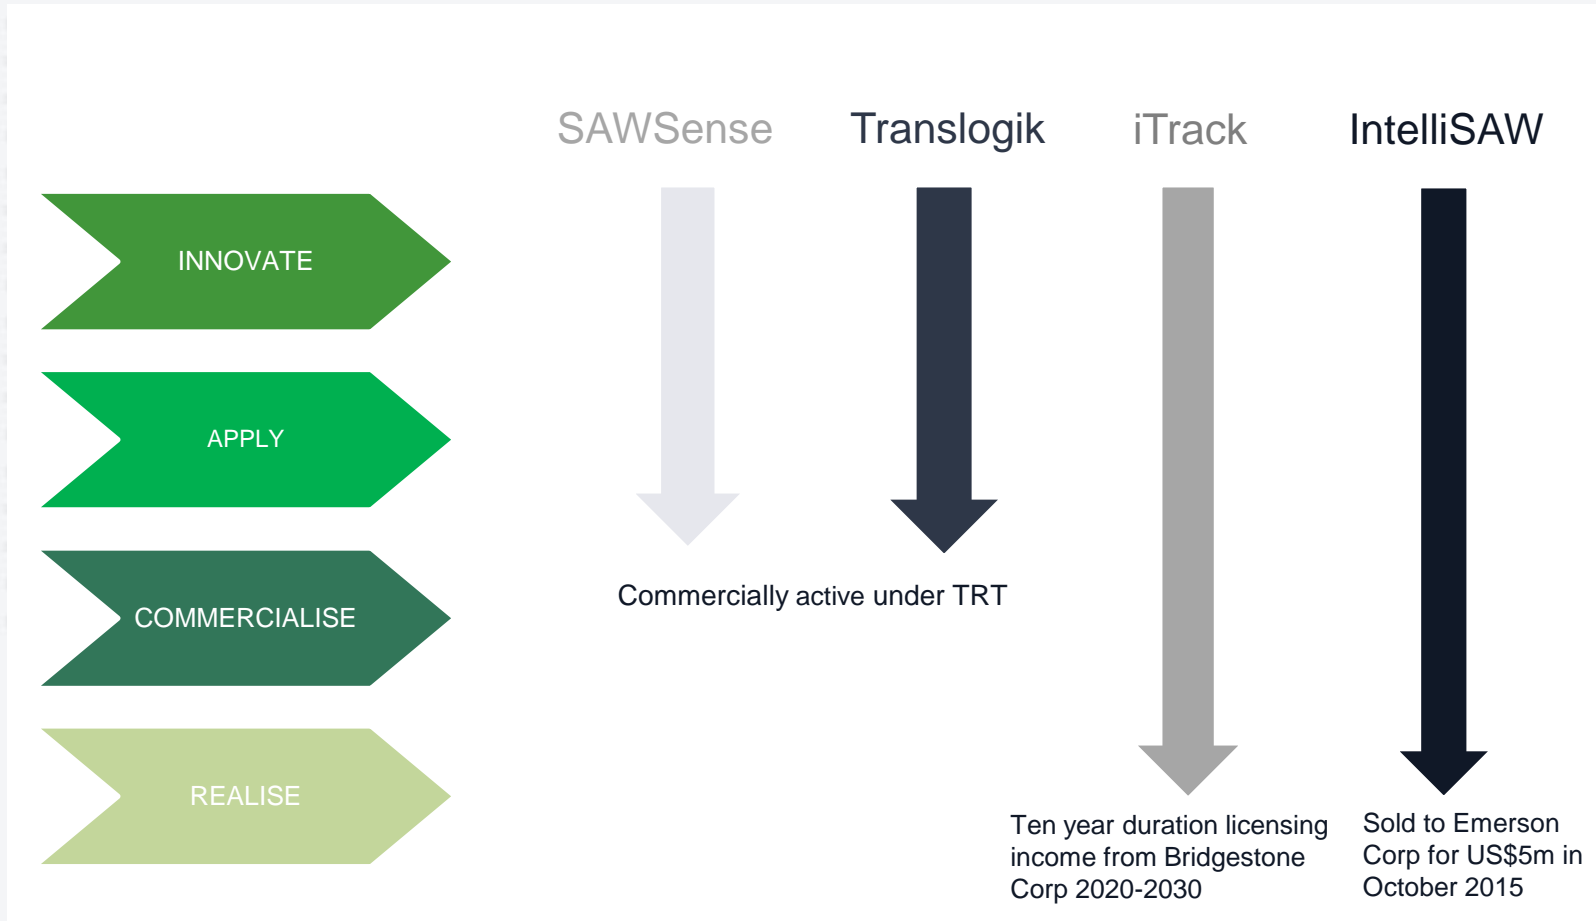 SAWSense
Translogik
iTrack
IntelliSAW
INNOVATE
APPLY
COMMERCIALISE
REALISE
Commercially active under TRT
Ten year duration licensing
income from Bridgestone
Corp 2020-2030
Sold to Emerson
Corp for US$5m in
October 2015